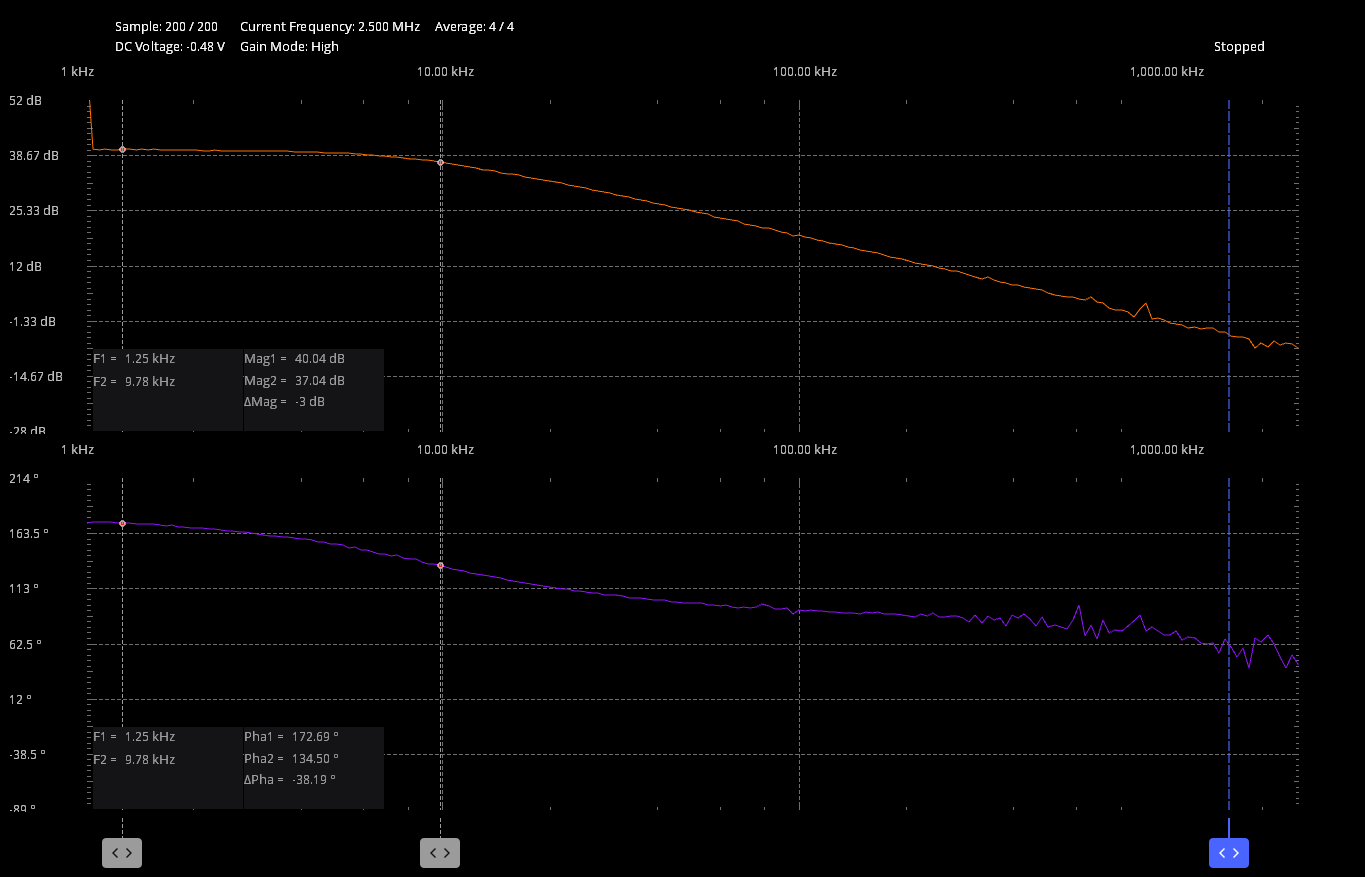 Sample: 200 / 200 Current Frequency: 2.500 MHz Average: 4 / 4
DC Voltage: -0.48 V Gain Mode: High
Stopped
1 kHz 10.00 kHz 100.00 kHz 1,000.00 kHz
52 dB
38.67 dB
25.33 dB
12 dB
-1.33 dB
F1 = 1.25 kHz Mag1 = 40.04 dB
-14.67 dB F2 = 9.78 kHz Mag2 = 37.04 dB
ΔMag = -3 dB
-28 dB
1 kHz 10.00 kHz 100.00 kHz 1,000.00 kHz
214 °
163.5 °
113 °
62.5 °
12 °
F1 = 1.25 kHz Pha1 = 172.69 °
-38.5 ° F2 = 9.78 kHz Pha2 = 134.50 °
ΔPha = -38.19 °
-89 °